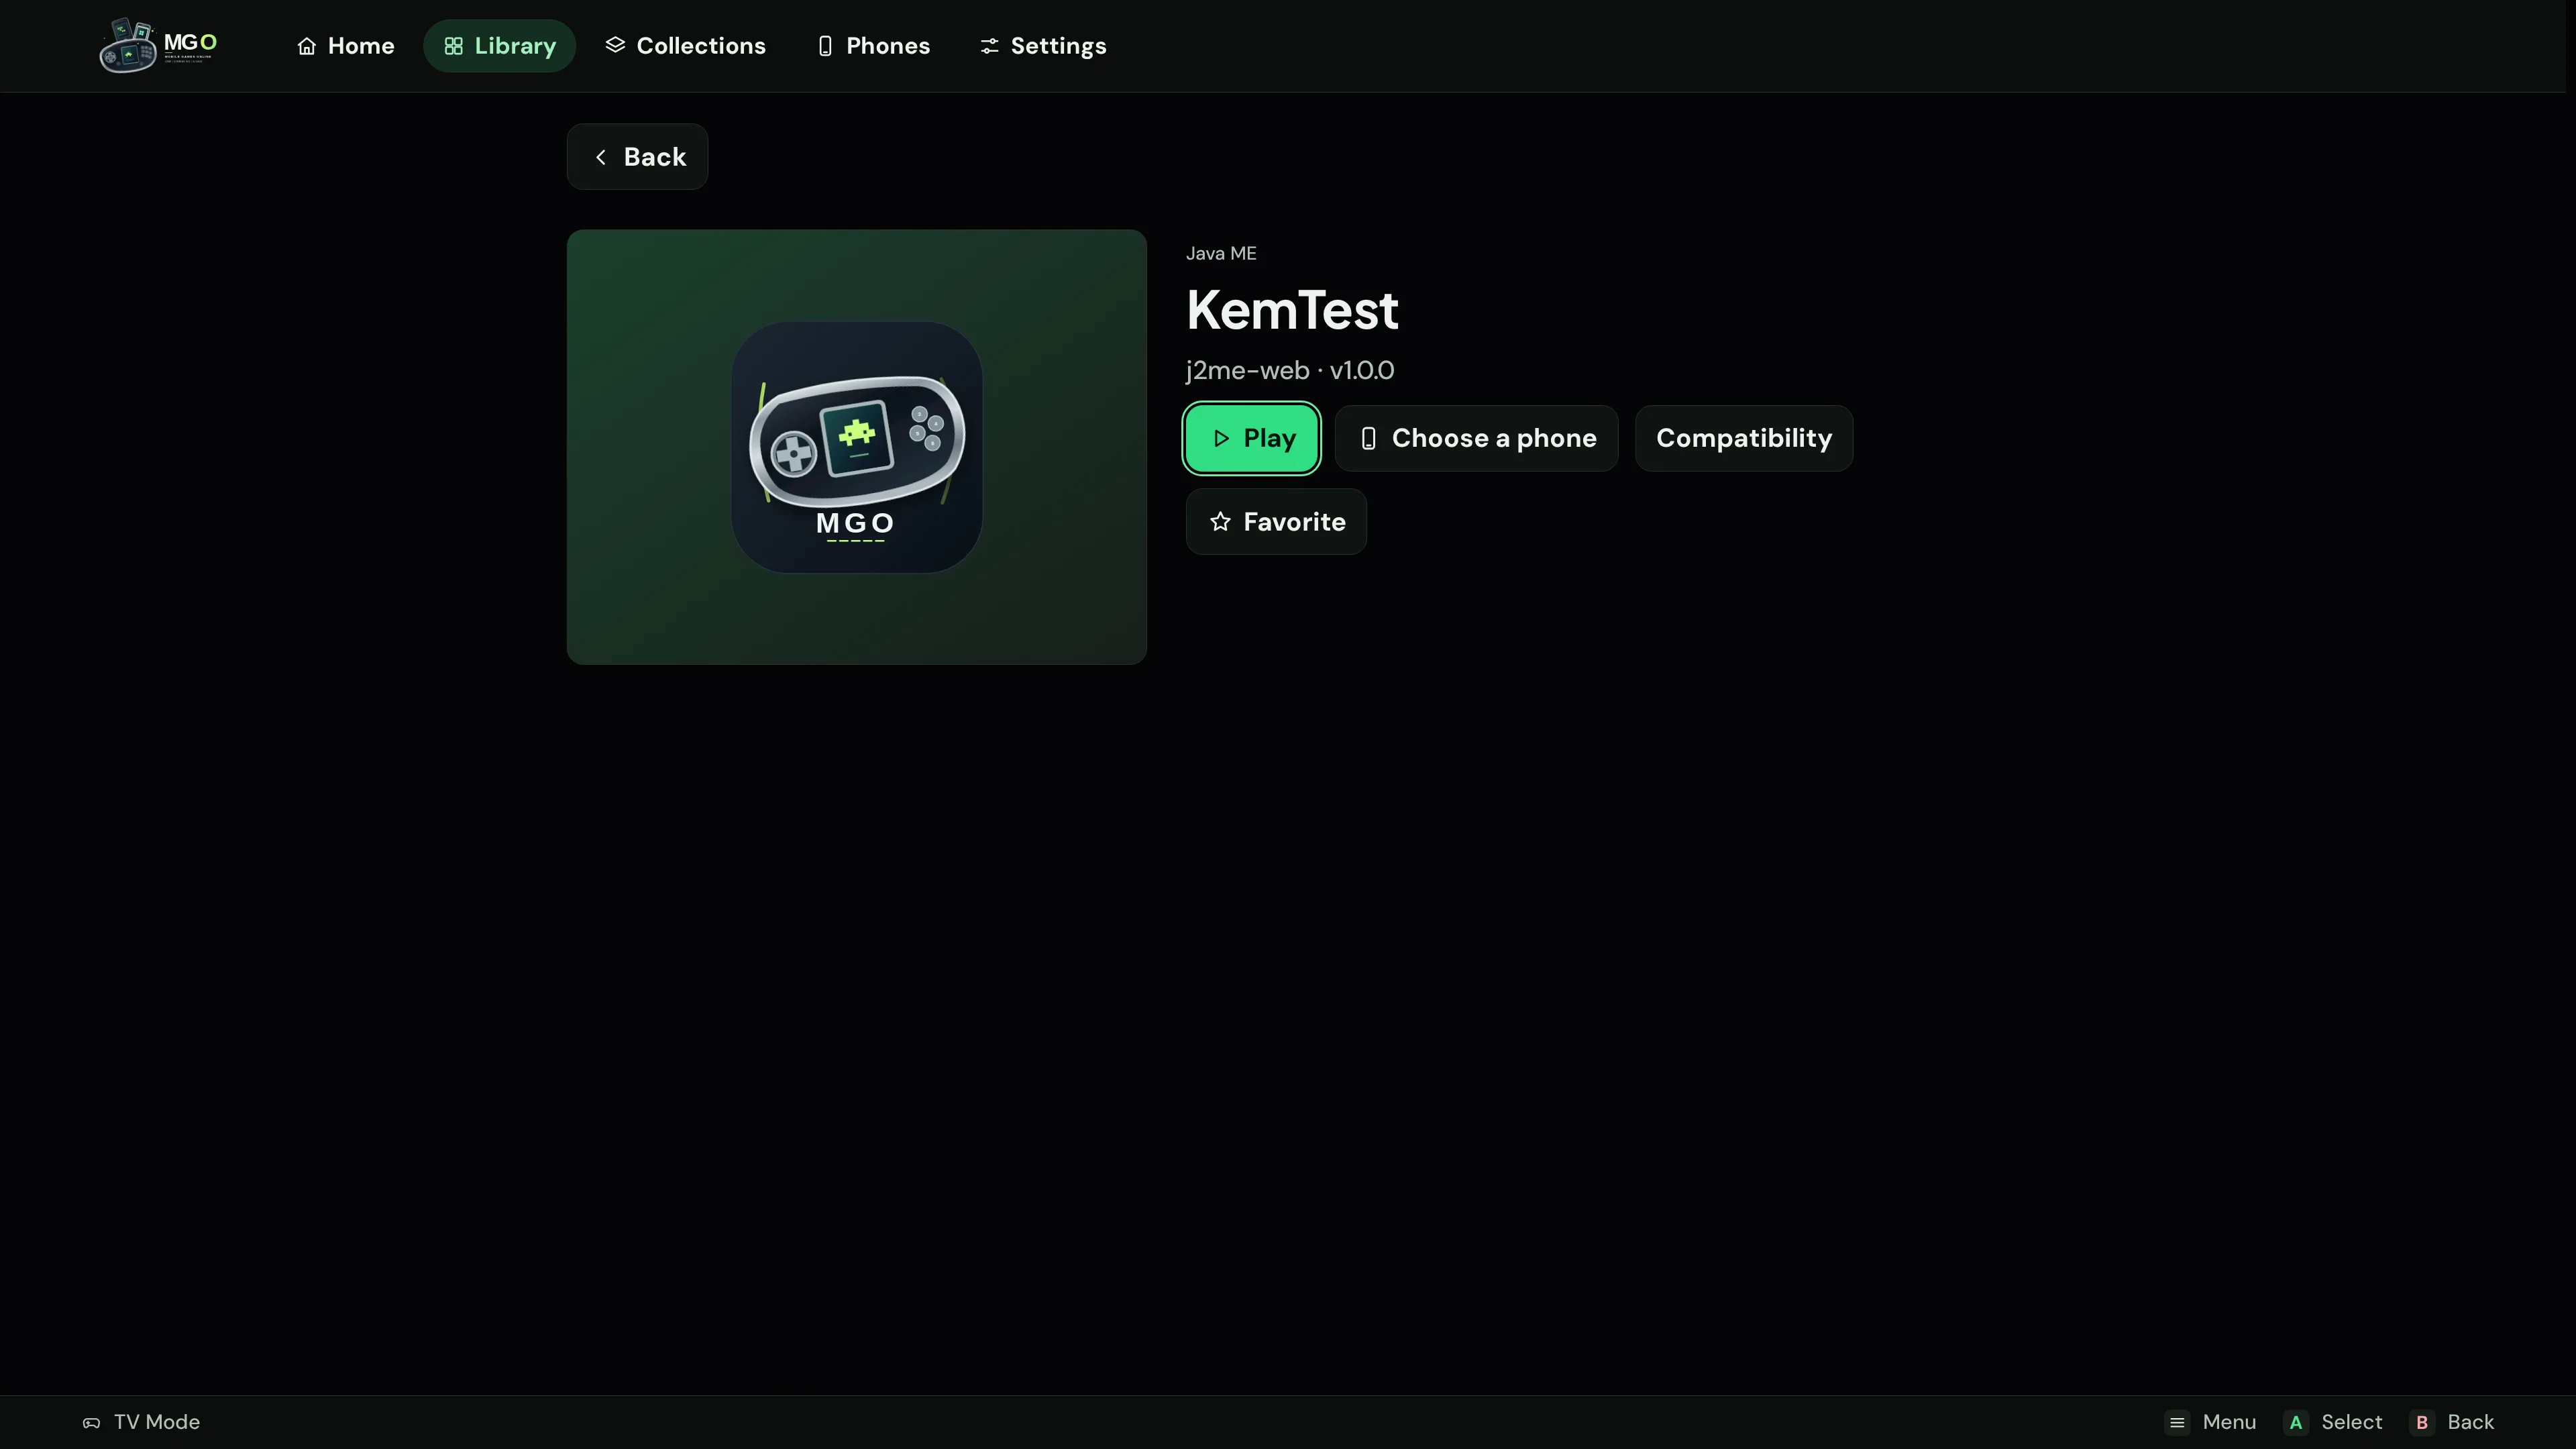 MGO
Home
Library
Collections
Phones
Settings
Back
Java ME
KemTest
j2me-web · v1.0.0
Play
Choose a phone
Compatibility
Favorite
MGO
TV Mode
Menu
A Select
B Back